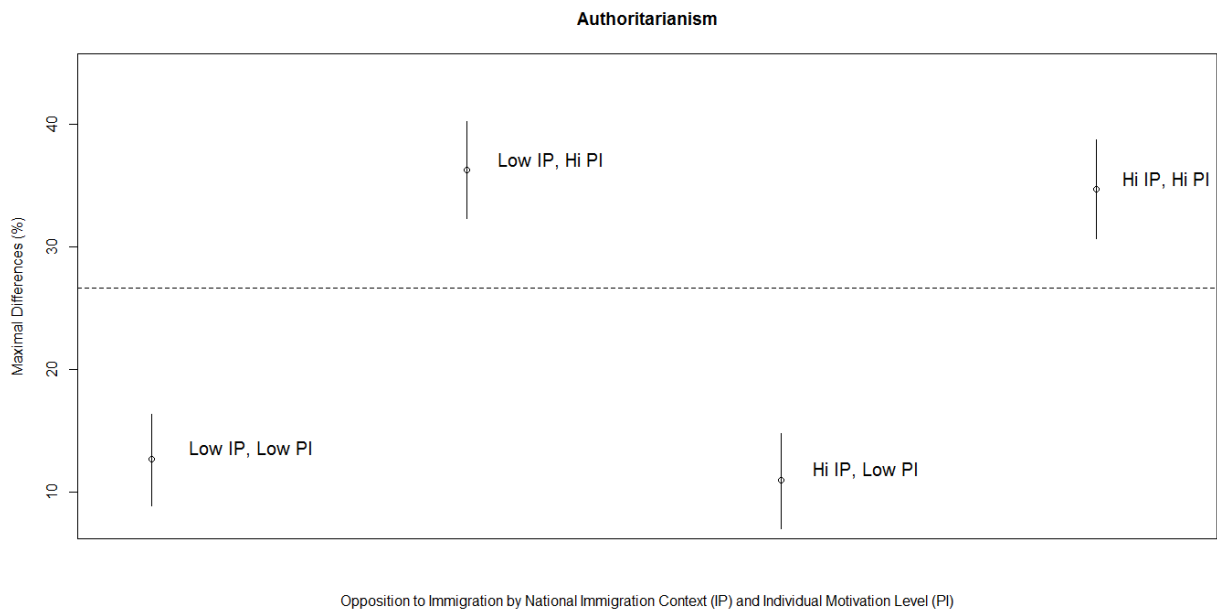 Authoritarianism
Maximal Differences (%)
40
30
20
10
Low IP, Low PI
Low IP, Hi PI
Hi IP, Low PI
Hi IP, Hi PI
Opposition to Immigration by National Immigration Context (IP) and Individual Motivation Level (PI)